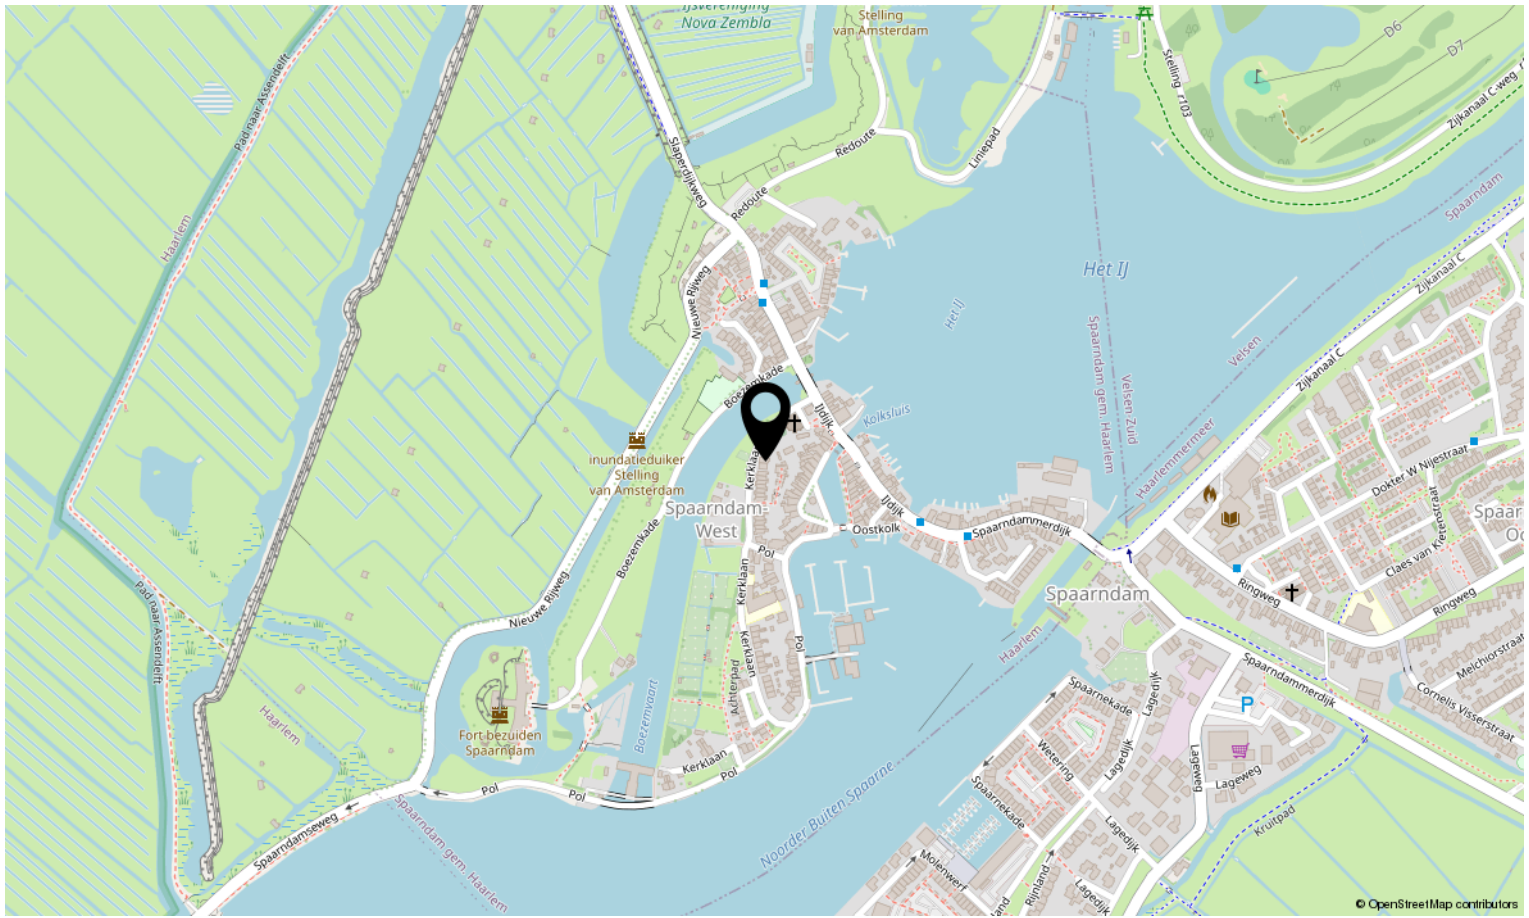 IJsvereniging
Nova Zembla
Stelling
van Amsterdam
D6
D7
Stelling r103
Zijkanaal C-weg
Pad naar Assendelft
Slaperdijkweg
Redoute
Liniepad
Redoute
Haarlem
Spaarndam
Het IJ
Zijkanaal C
Nieuwe Rijweg
Het IJ
Spaarndam gem. Haarlem
Velsen
Velsen Zuid
Zijkanaal C
Boezemkade
IJdijk
Kolksluis
Kerklaan
inundatieduiker
Stelling
van Amsterdam
Haarlemmermeer
Dokter W Nijestraat
Spaarndam-
West
IJdijk
Oostkolk
Spaarndammerdijk
Claes van Kietenstraat
Spaar
Oo
Boezemkade
Pol
Kerklaan
Pad naar Assendelft
Nieuwe Rijweg
Spaarndam
Ringweg
Ringweg
Haarlem
Kerklaan
Pol
Achterpad
Melchiorstraat
Spaarndammerdijk
Cornelis Visserstraat
Spaarnekade
Lagedijk
P
Haarlem
Fort bezuiden
Spaarndam
Boezemvaart
Kerklaan
Pol
Wetering
Lagedijk
Lageweg
Lageweg
Pol
Pol
Spaarnekade
Noorder Buiten Spaarne
Spaarndamseweg
Spaarndam gem. Haarlem
Lagedijk
Kruitpad
Molenwerf
Rijnland
Lagedijk
land
© OpenStreetMap contributors